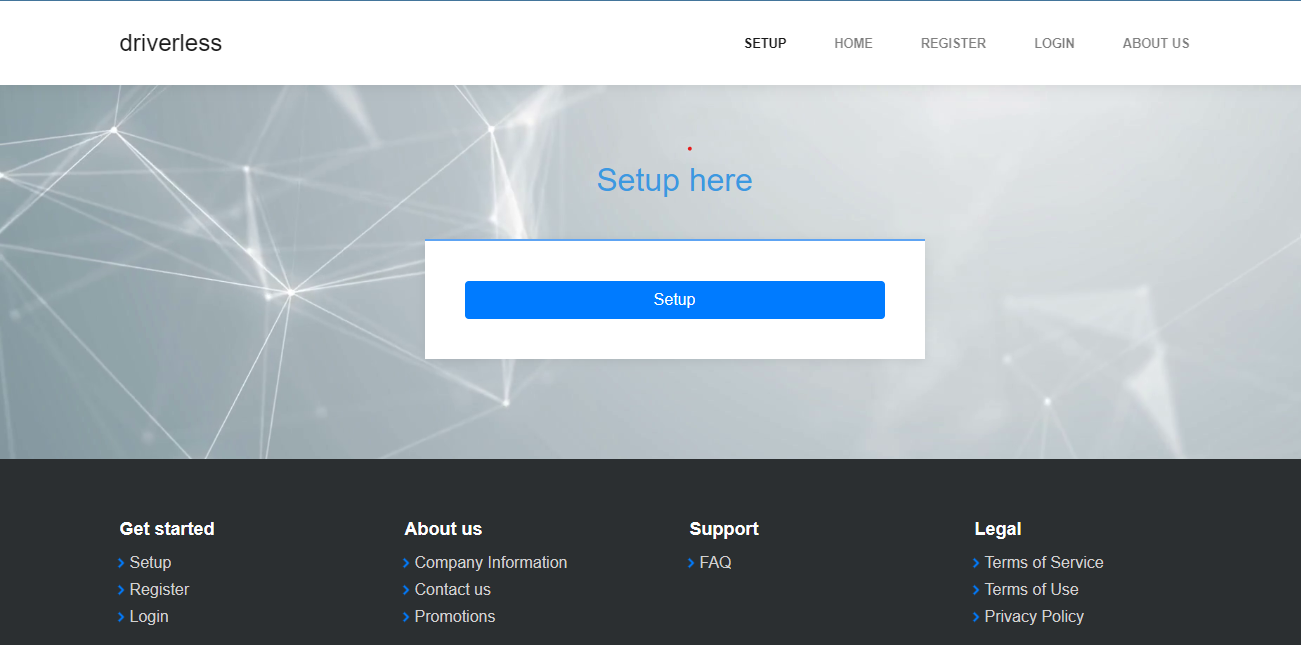 driverless
SETUP HOME REGISTER LOGIN ABOUT US
Setup here
Setup
Get started
Setup
Register
Login
About us
Company Information
Contact us
Promotions
Support
FAQ
Legal
Terms of Service
Terms of Use
Privacy Policy